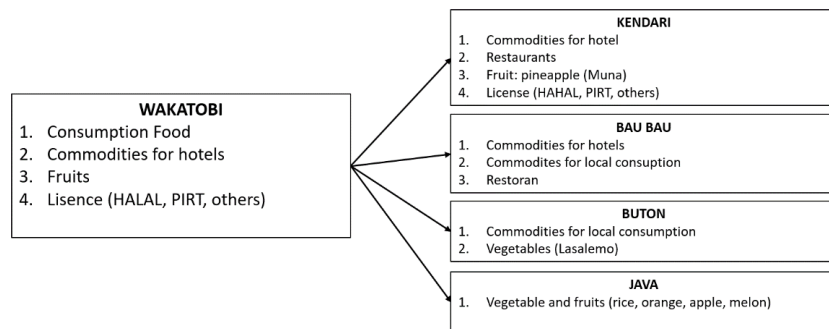 WAKATOBI
1. Consumption Food
2. Commodities for hotels
3. Fruits
4. Lisence (HALAL, PIRT, others)
KENDARI
1. Commodities for hotel
2. Restaurants
3. Fruit: pineapple (Muna)
4. License (HAHAL, PIRT, others)
BAU BAU
1. Commodities for hotels
2. Commodites for local consuption
3. Restoran
BUTON
1. Commodities for local consumption
2. Vegetables (Lasalemo)
JAVA
1. Vegetable and fruits (rice, orange, apple, melon)